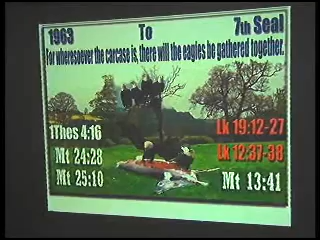 1963 To 7th Seal
For wheresoever the carcase is, there will the eagles be gathered together.
1Thes 4:16 Lk 19:12-27
Mt 24:28 Lk 12:37-38
Mt 25:10 Mt 13:41